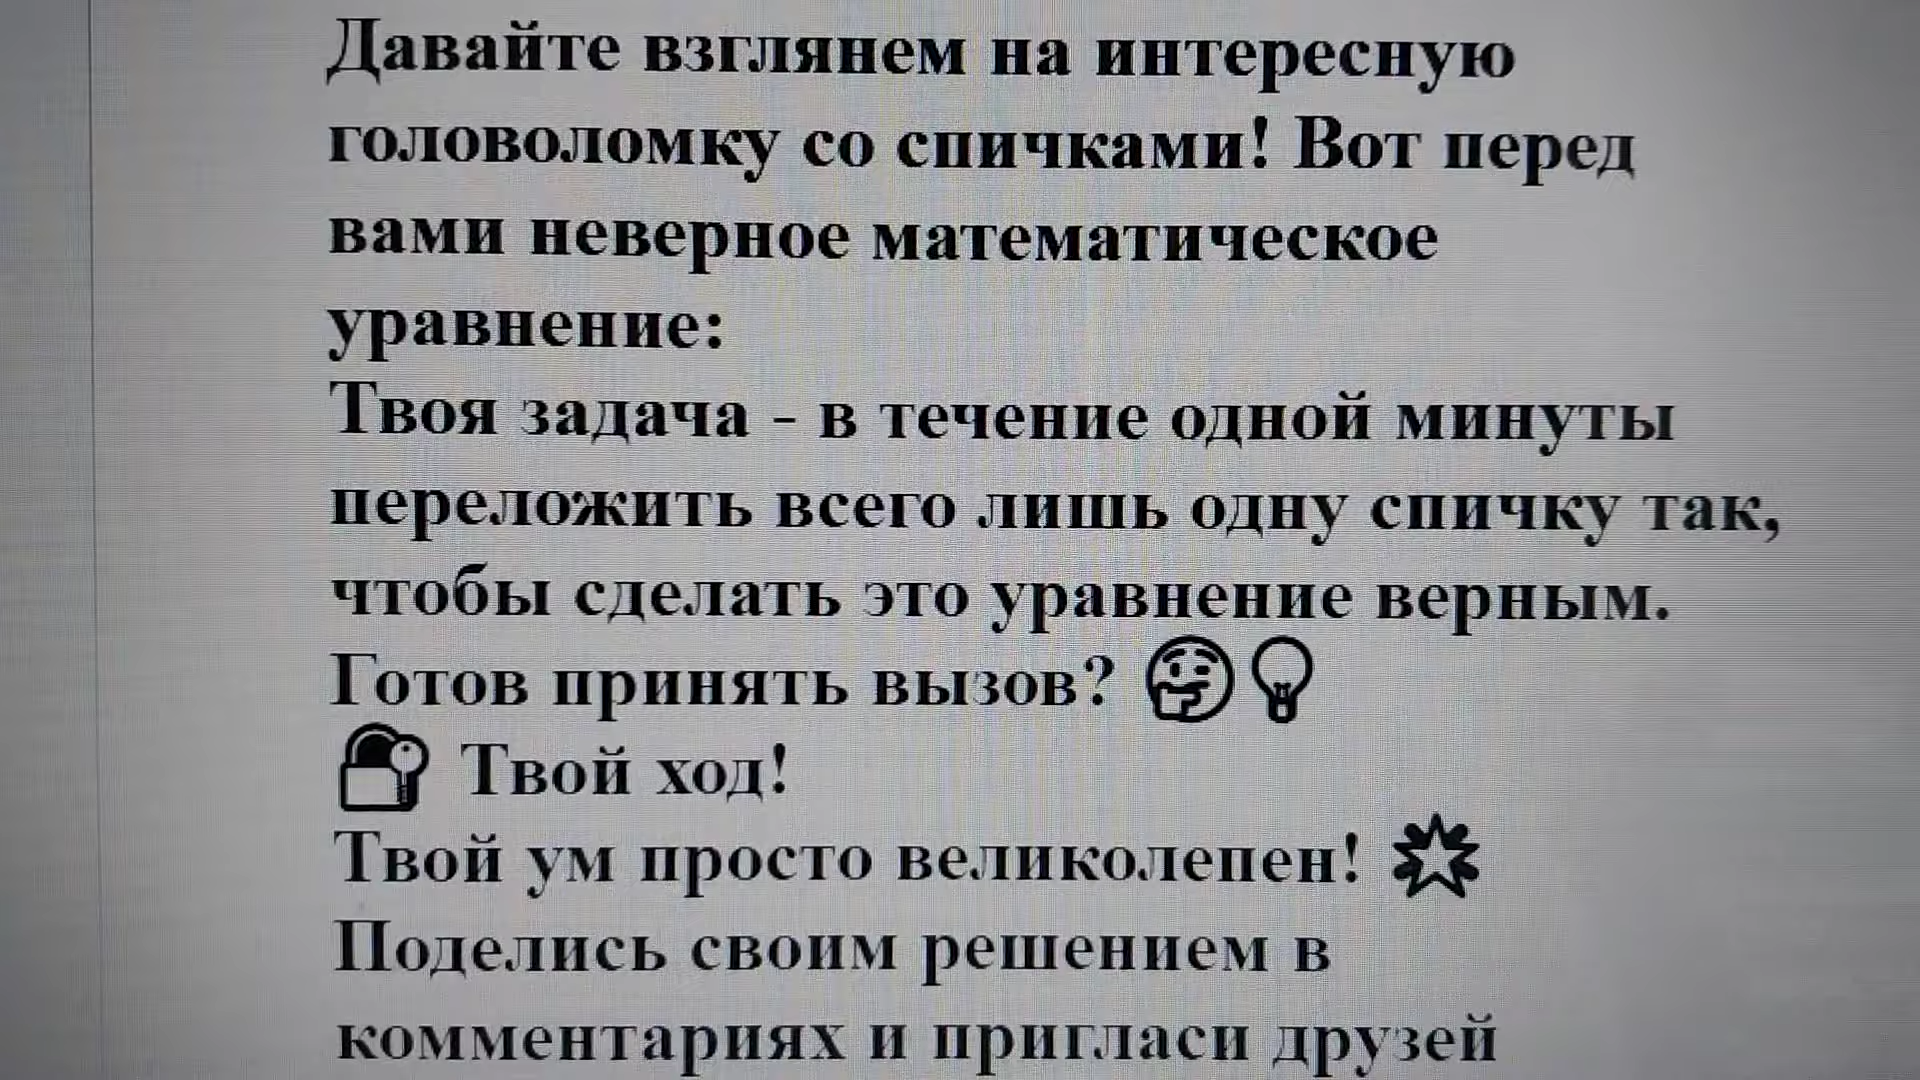 Давайте взглянем на интересную
головоломку со спичками! Вот перед
вами неверное математическое
уравнение:
Твоя задача - в течение одной минуты
переложить всего лишь одну спичку так,
чтобы сделать это уравнение верным.
Готов принять вызов? 🤔💡
🔐 Твой ход!
Твой ум просто великолепен! 🌟
Поделись своим решением в
комментариях и пригласи друзей